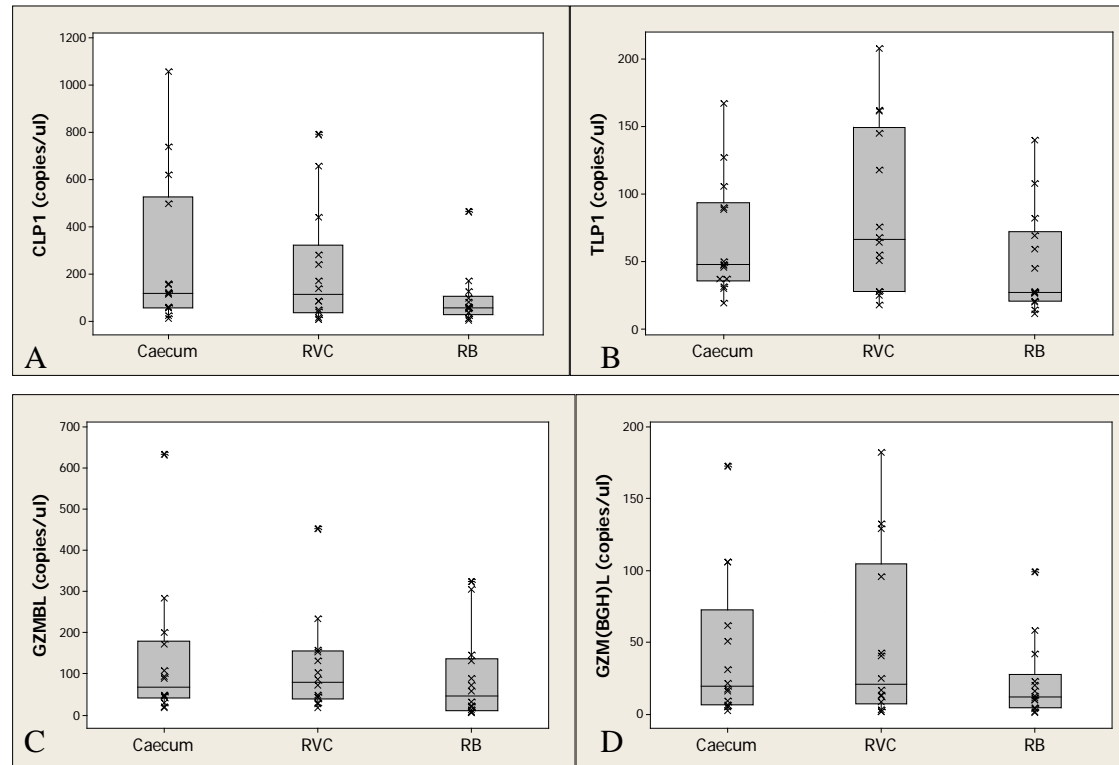 CLP1 (copies/ul)
1200
1000
800
600
400
200
0
Caecum
RVC
RB
A
TLP1 (copies/ul)
200
150
100
50
0
Caecum
RVC
RB
B
GZMBL (copies/ul)
700
600
500
400
300
200
100
0
Caecum
RVC
RB
C
GZM(BGH)L (copies/ul)
200
150
100
50
0
Caecum
RVC
RB
D